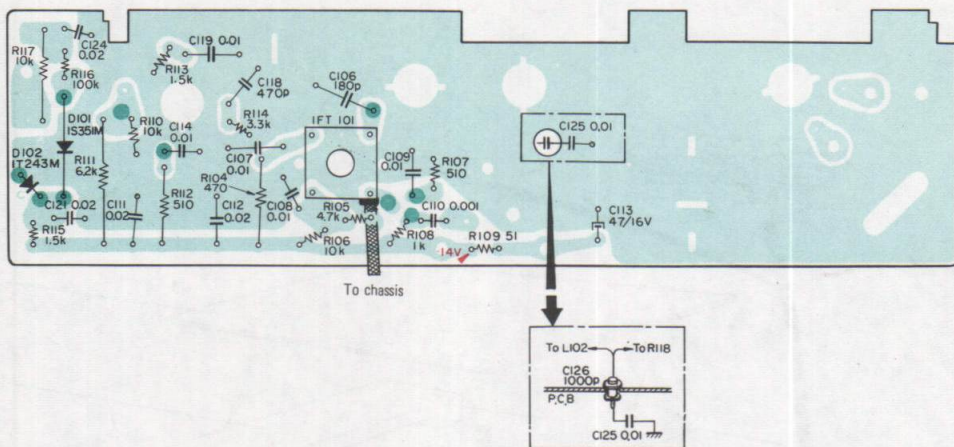 R117
10k
C124
0.02
R116
100k
R113
1.5k
C119 0.01
C118
470p
C106
180p
D101
1S351M
R110
10k
C114
0.01
R114
3.3k
1FT 101
C125 0.01
D102
1T243M
R111
6.2k
C107
0.01
C109
0.01
R107
510
R104
470
C121 0.02
C111
0.02
R112
510
C112
0.02
C108
0.01
R105
4.7k
C110 0.001
C113
47/16V
R115
1.5k
R106
10k
R108
1k
14V
R109 51
To chassis
To L102
To R118
C126
1000p
P.C.B
C125 0.01